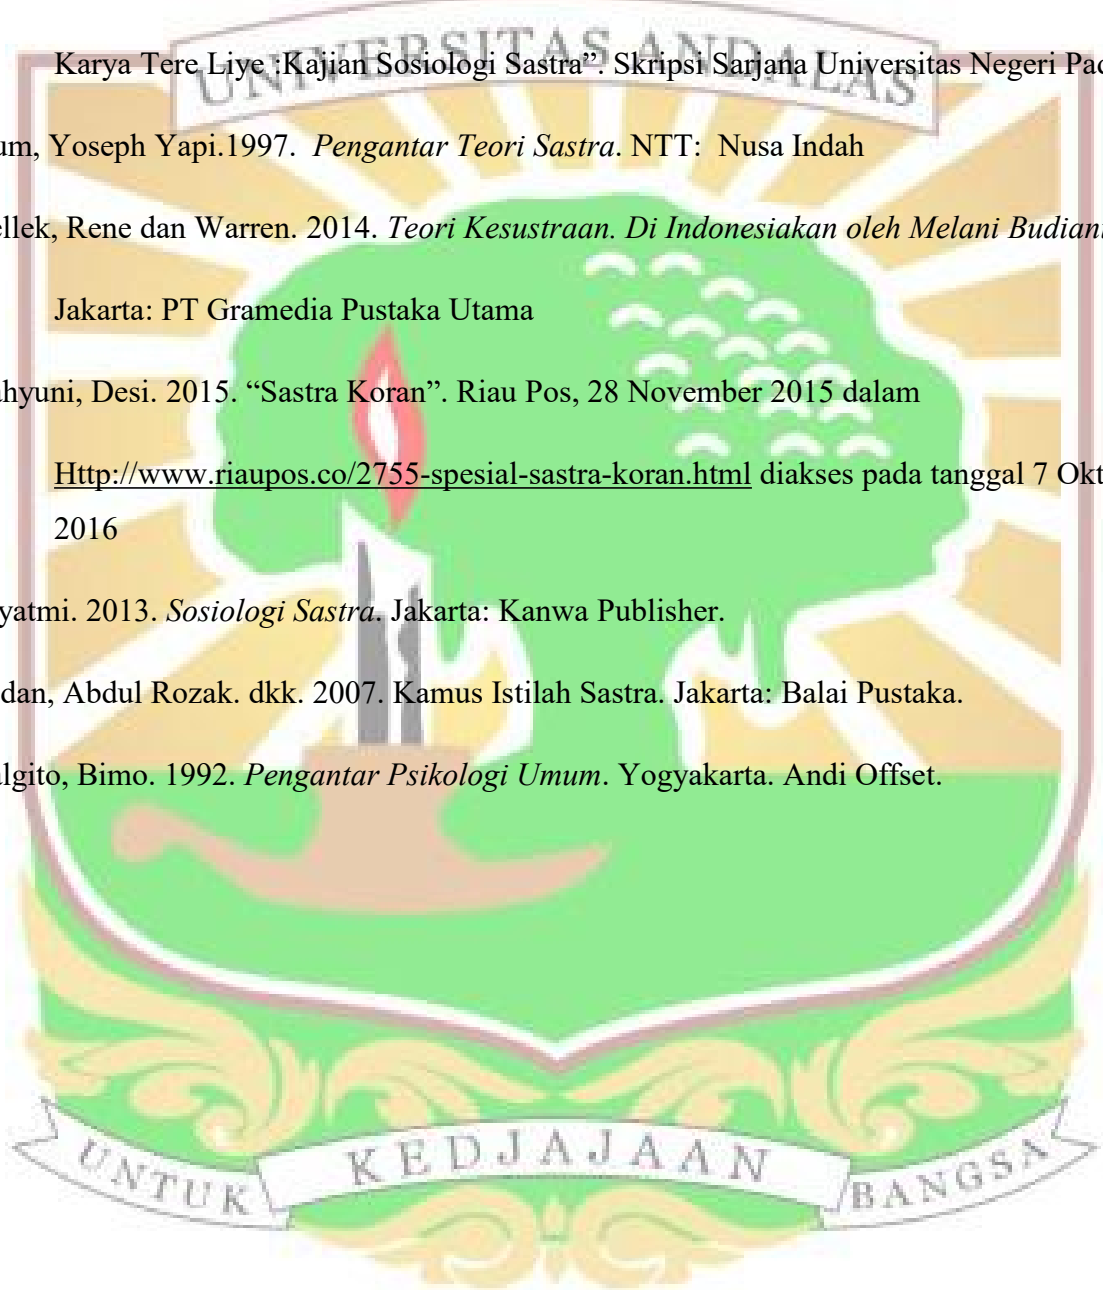 UNIVERSITAS ANDALAS
Karya Tere Liye :Kajian Sosiologi Sastra”. Skripsi Sarjana Universitas Negeri Pad
um, Yoseph Yapi.1997. Pengantar Teori Sastra. NTT: Nusa Indah
ellek, Rene dan Warren. 2014. Teori Kesustraan. Di Indonesiakan oleh Melani Budiant
Jakarta: PT Gramedia Pustaka Utama
ahyuni, Desi. 2015. “Sastra Koran”. Riau Pos, 28 November 2015 dalam
Http://www.riaupos.co/2755-spesial-sastra-koran.html diakses pada tanggal 7 Okt
2016
yatmi. 2013. Sosiologi Sastra. Jakarta: Kanwa Publisher.
dan, Abdul Rozak. dkk. 2007. Kamus Istilah Sastra. Jakarta: Balai Pustaka.
algito, Bimo. 1992. Pengantar Psikologi Umum. Yogyakarta. Andi Offset.
UNTUK KEDJAJAAN BANGSA